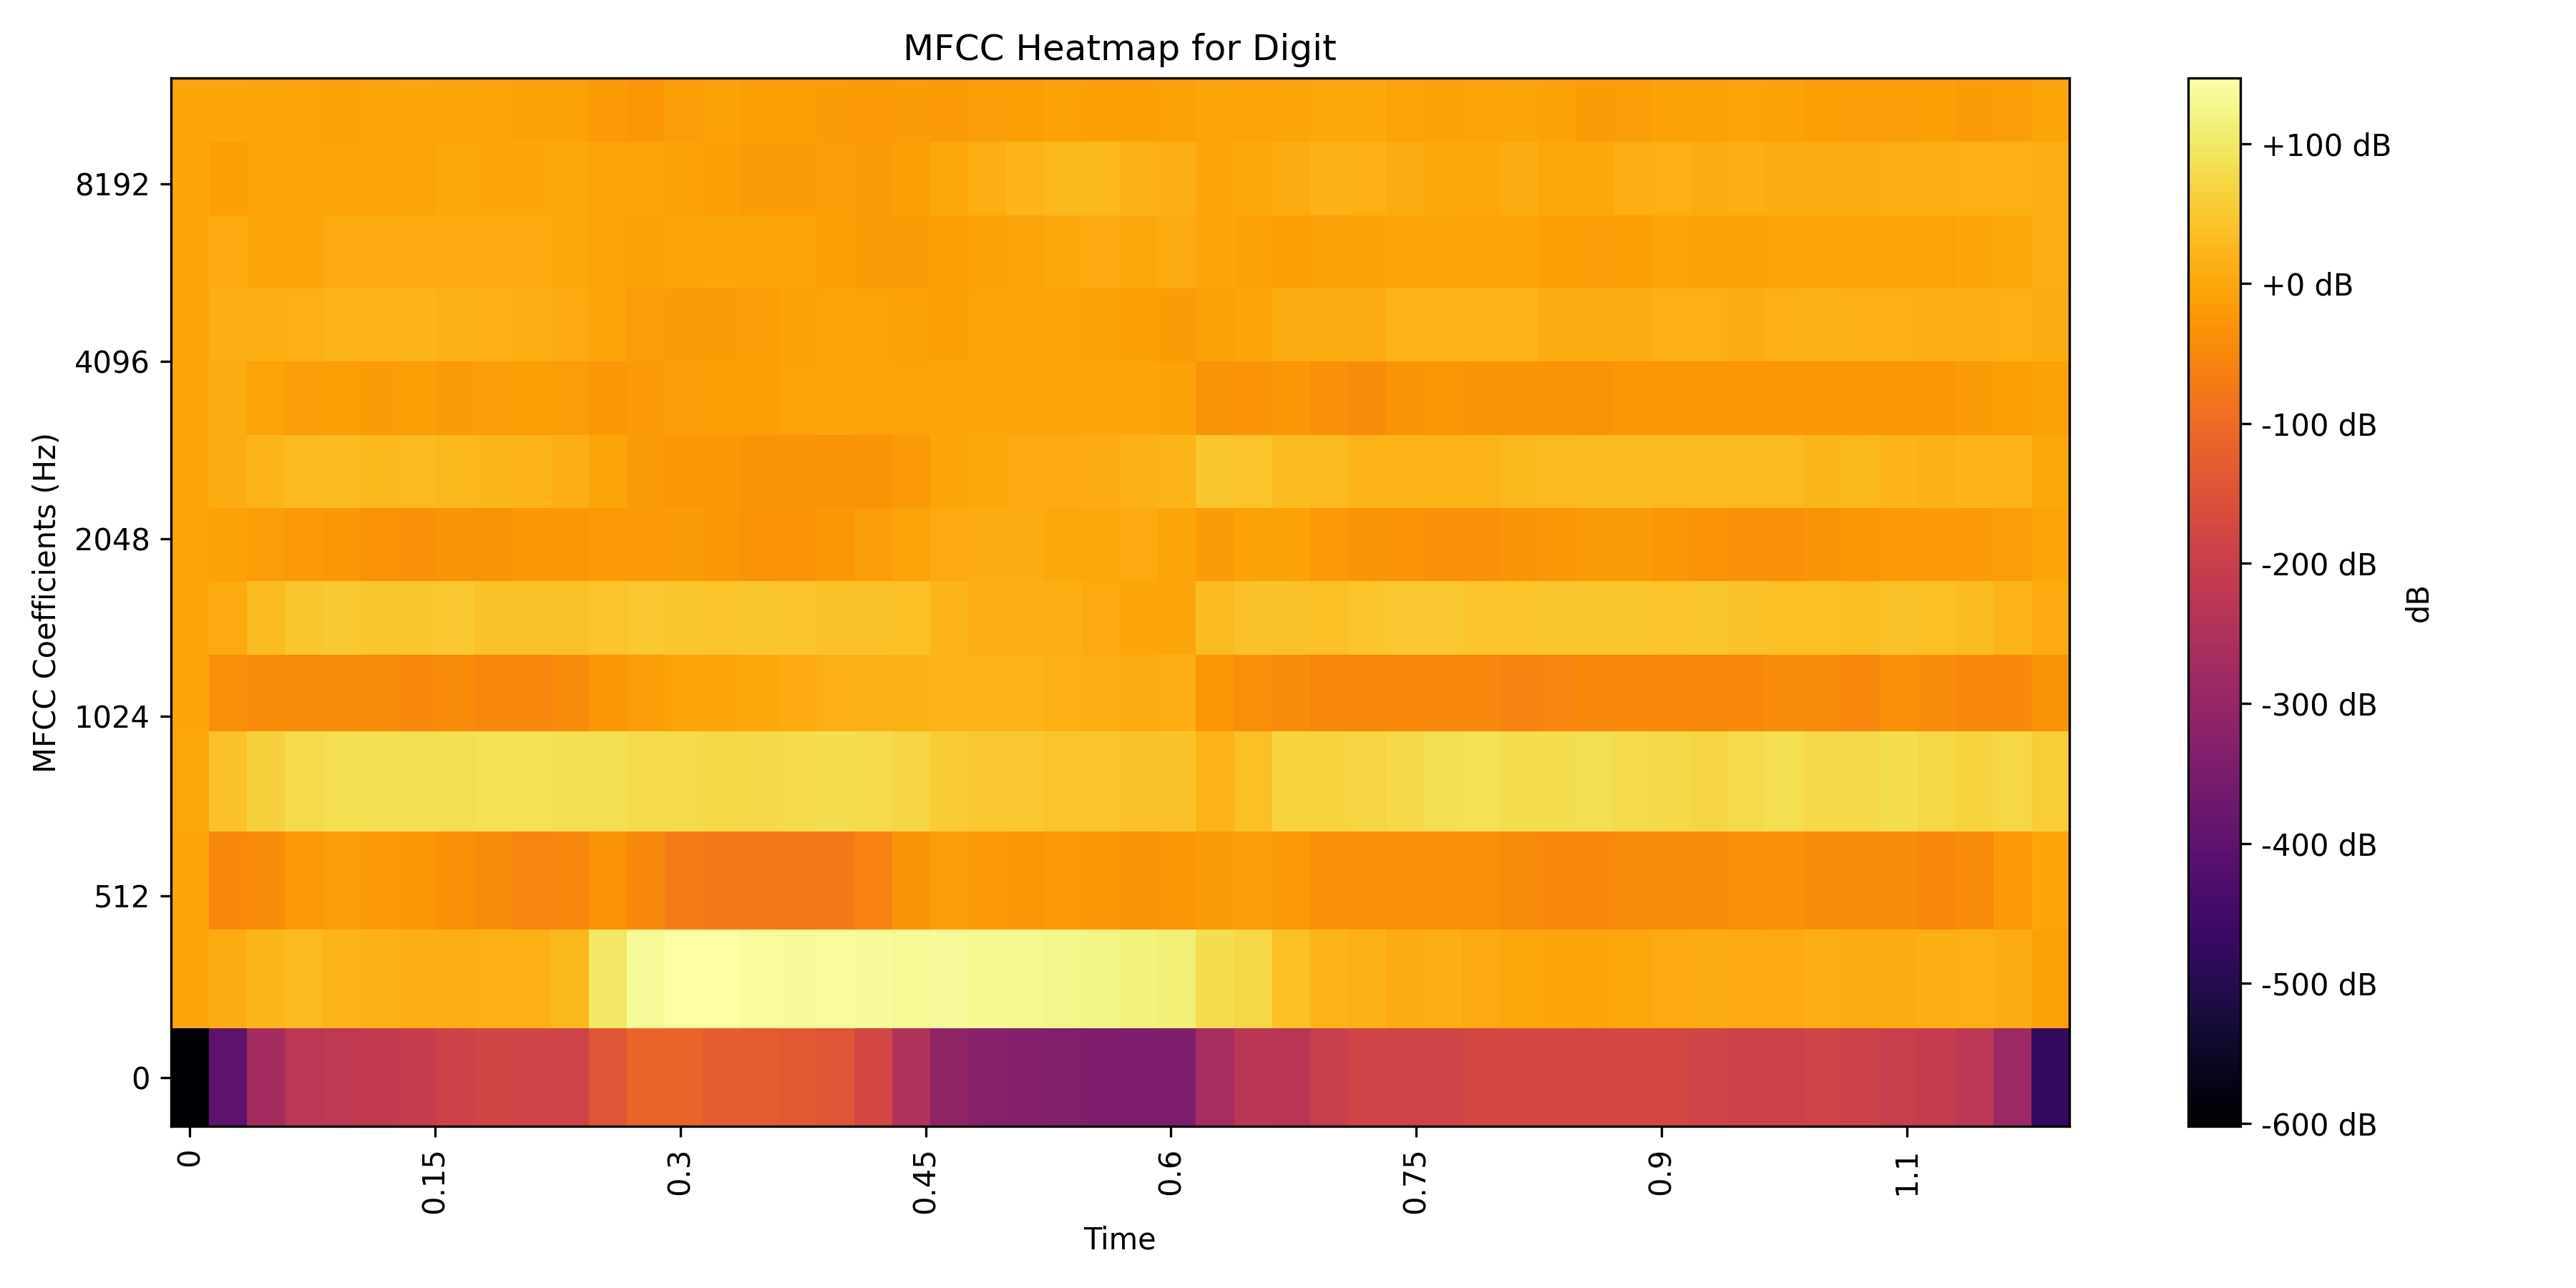 MFCC Heatmap for Digit
MFCC Coefficients (Hz)
8192
4096
2048
1024
512
0
0
0.15
0.3
0.45
0.6
0.75
0.9
1.1
Time
+100 dB
+0 dB
-100 dB
-200 dB
-300 dB
-400 dB
-500 dB
-600 dB
dB